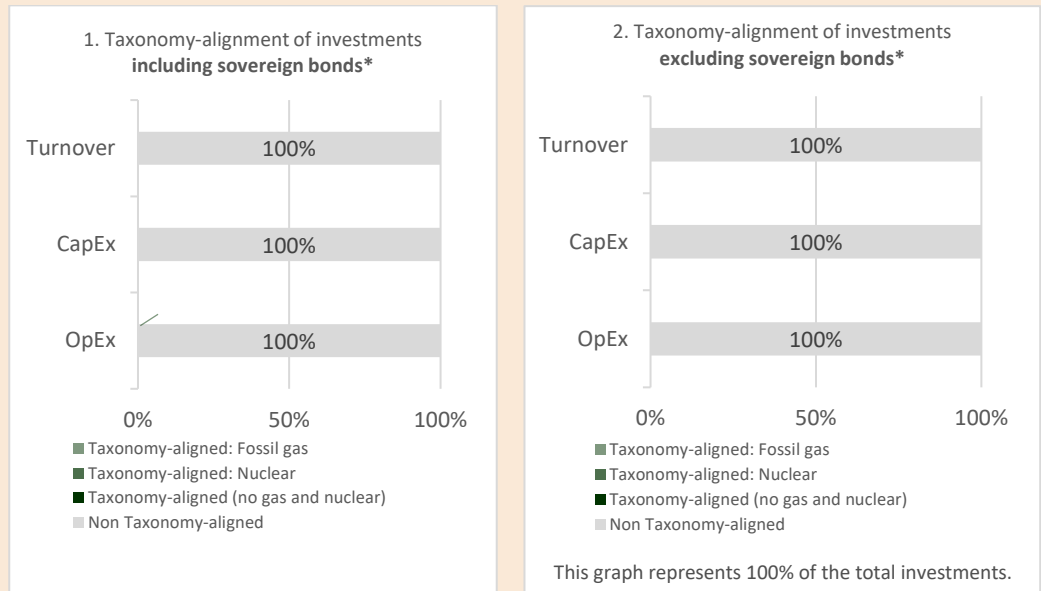 1. Taxonomy-alignment of investments
including sovereign bonds*
Turnover
100%
CapEx
100%
OpEx
100%
0%
50%
100%
Taxonomy-aligned: Fossil gas
Taxonomy-aligned: Nuclear
Taxonomy-aligned (no gas and nuclear)
Non Taxonomy-aligned
2. Taxonomy-alignment of investments
excluding sovereign bonds*
Turnover
100%
CapEx
100%
OpEx
100%
0%
50%
100%
Taxonomy-aligned: Fossil gas
Taxonomy-aligned: Nuclear
Taxonomy-aligned (no gas and nuclear)
Non Taxonomy-aligned
This graph represents 100% of the total investments.